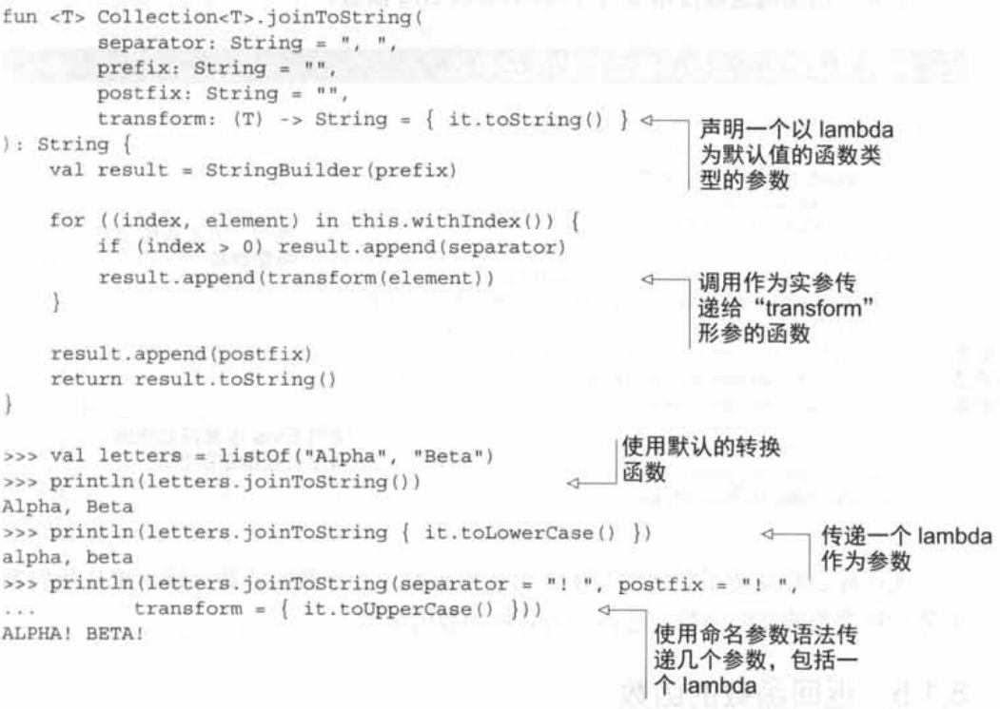 fun <T> Collection<T>.joinToString(
        separator: String = ", ",
        prefix: String = "",
        postfix: String = "",
        transform: (T) -> String = { it.toString() }
声明一个以 lambda
为默认值的函数类
型的参数
): String {
    val result = StringBuilder(prefix)
    for ((index, element) in this.withIndex()) {
        if (index > 0) result.append(separator)
        result.append(transform(element))
调用作为实参传
递给“transform”
形参的函数
    }
    result.append(postfix)
    return result.toString()
}
>>> val letters = listOf("Alpha", "Beta")
>>> println(letters.joinToString())
使用默认的转换
函数
Alpha, Beta
>>> println(letters.joinToString { it.toLowerCase() })
传递一个 lambda
作为参数
alpha, beta
>>> println(letters.joinToString(separator = "! ", postfix = "! ",
...        transform = { it.toUpperCase() }))
使用命名参数语法传
递几个参数，包括一
个 lambda
ALPHA! BETA!